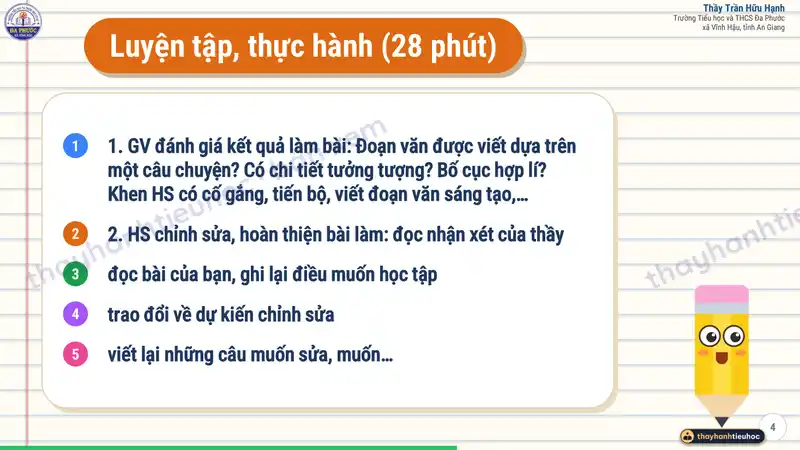 Thầy Trần Hữu Hạnh
Trường Tiểu học và THCS Đa Phước
xã Vĩnh Hậu, tỉnh An Giang
ĐA PHƯỚC
Luyện tập, thực hành (28 phút)
1
1. GV đánh giá kết quả làm bài: Đoạn văn được viết dựa trên
một câu chuyện? Có chi tiết tưởng tượng? Bố cục hợp lí?
Khen HS có cố gắng, tiến bộ, viết đoạn văn sáng tạo,...
2
2. HS chỉnh sửa, hoàn thiện bài làm: đọc nhận xét của thầy
3
đọc bài của bạn, ghi lại điều muốn học tập
4
trao đổi về dự kiến chỉnh sửa
5
viết lại những câu muốn sửa, muốn...
thayhanhtieuhoc.violet.com
thayhanhtieuhoc
4